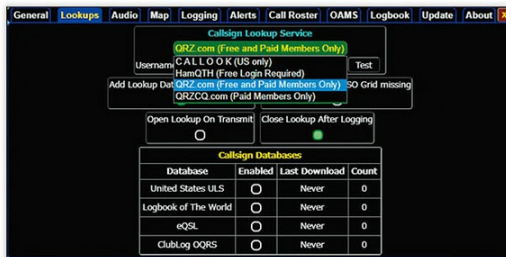 General Lookups Audio Map Logging Alerts Call Roster OAMS Logbook Update About X
Callsign Lookup Service
QRZ.com (Free and Paid Members Only)
C A L L O O K (US only)
HamQTH (Free Login Required)
QRZ.com (Free and Paid Members Only)
QRZCQ.com (Paid Members Only)
Test
Add Lookup Grid missing
Open Lookup On Transmit Close Lookup After Logging
Callsign Databases
Database Enabled Last Download Count
United States ULS Never 0
Logbook of The World Never 0
eQSL Never 0
ClubLog OQRS Never 0